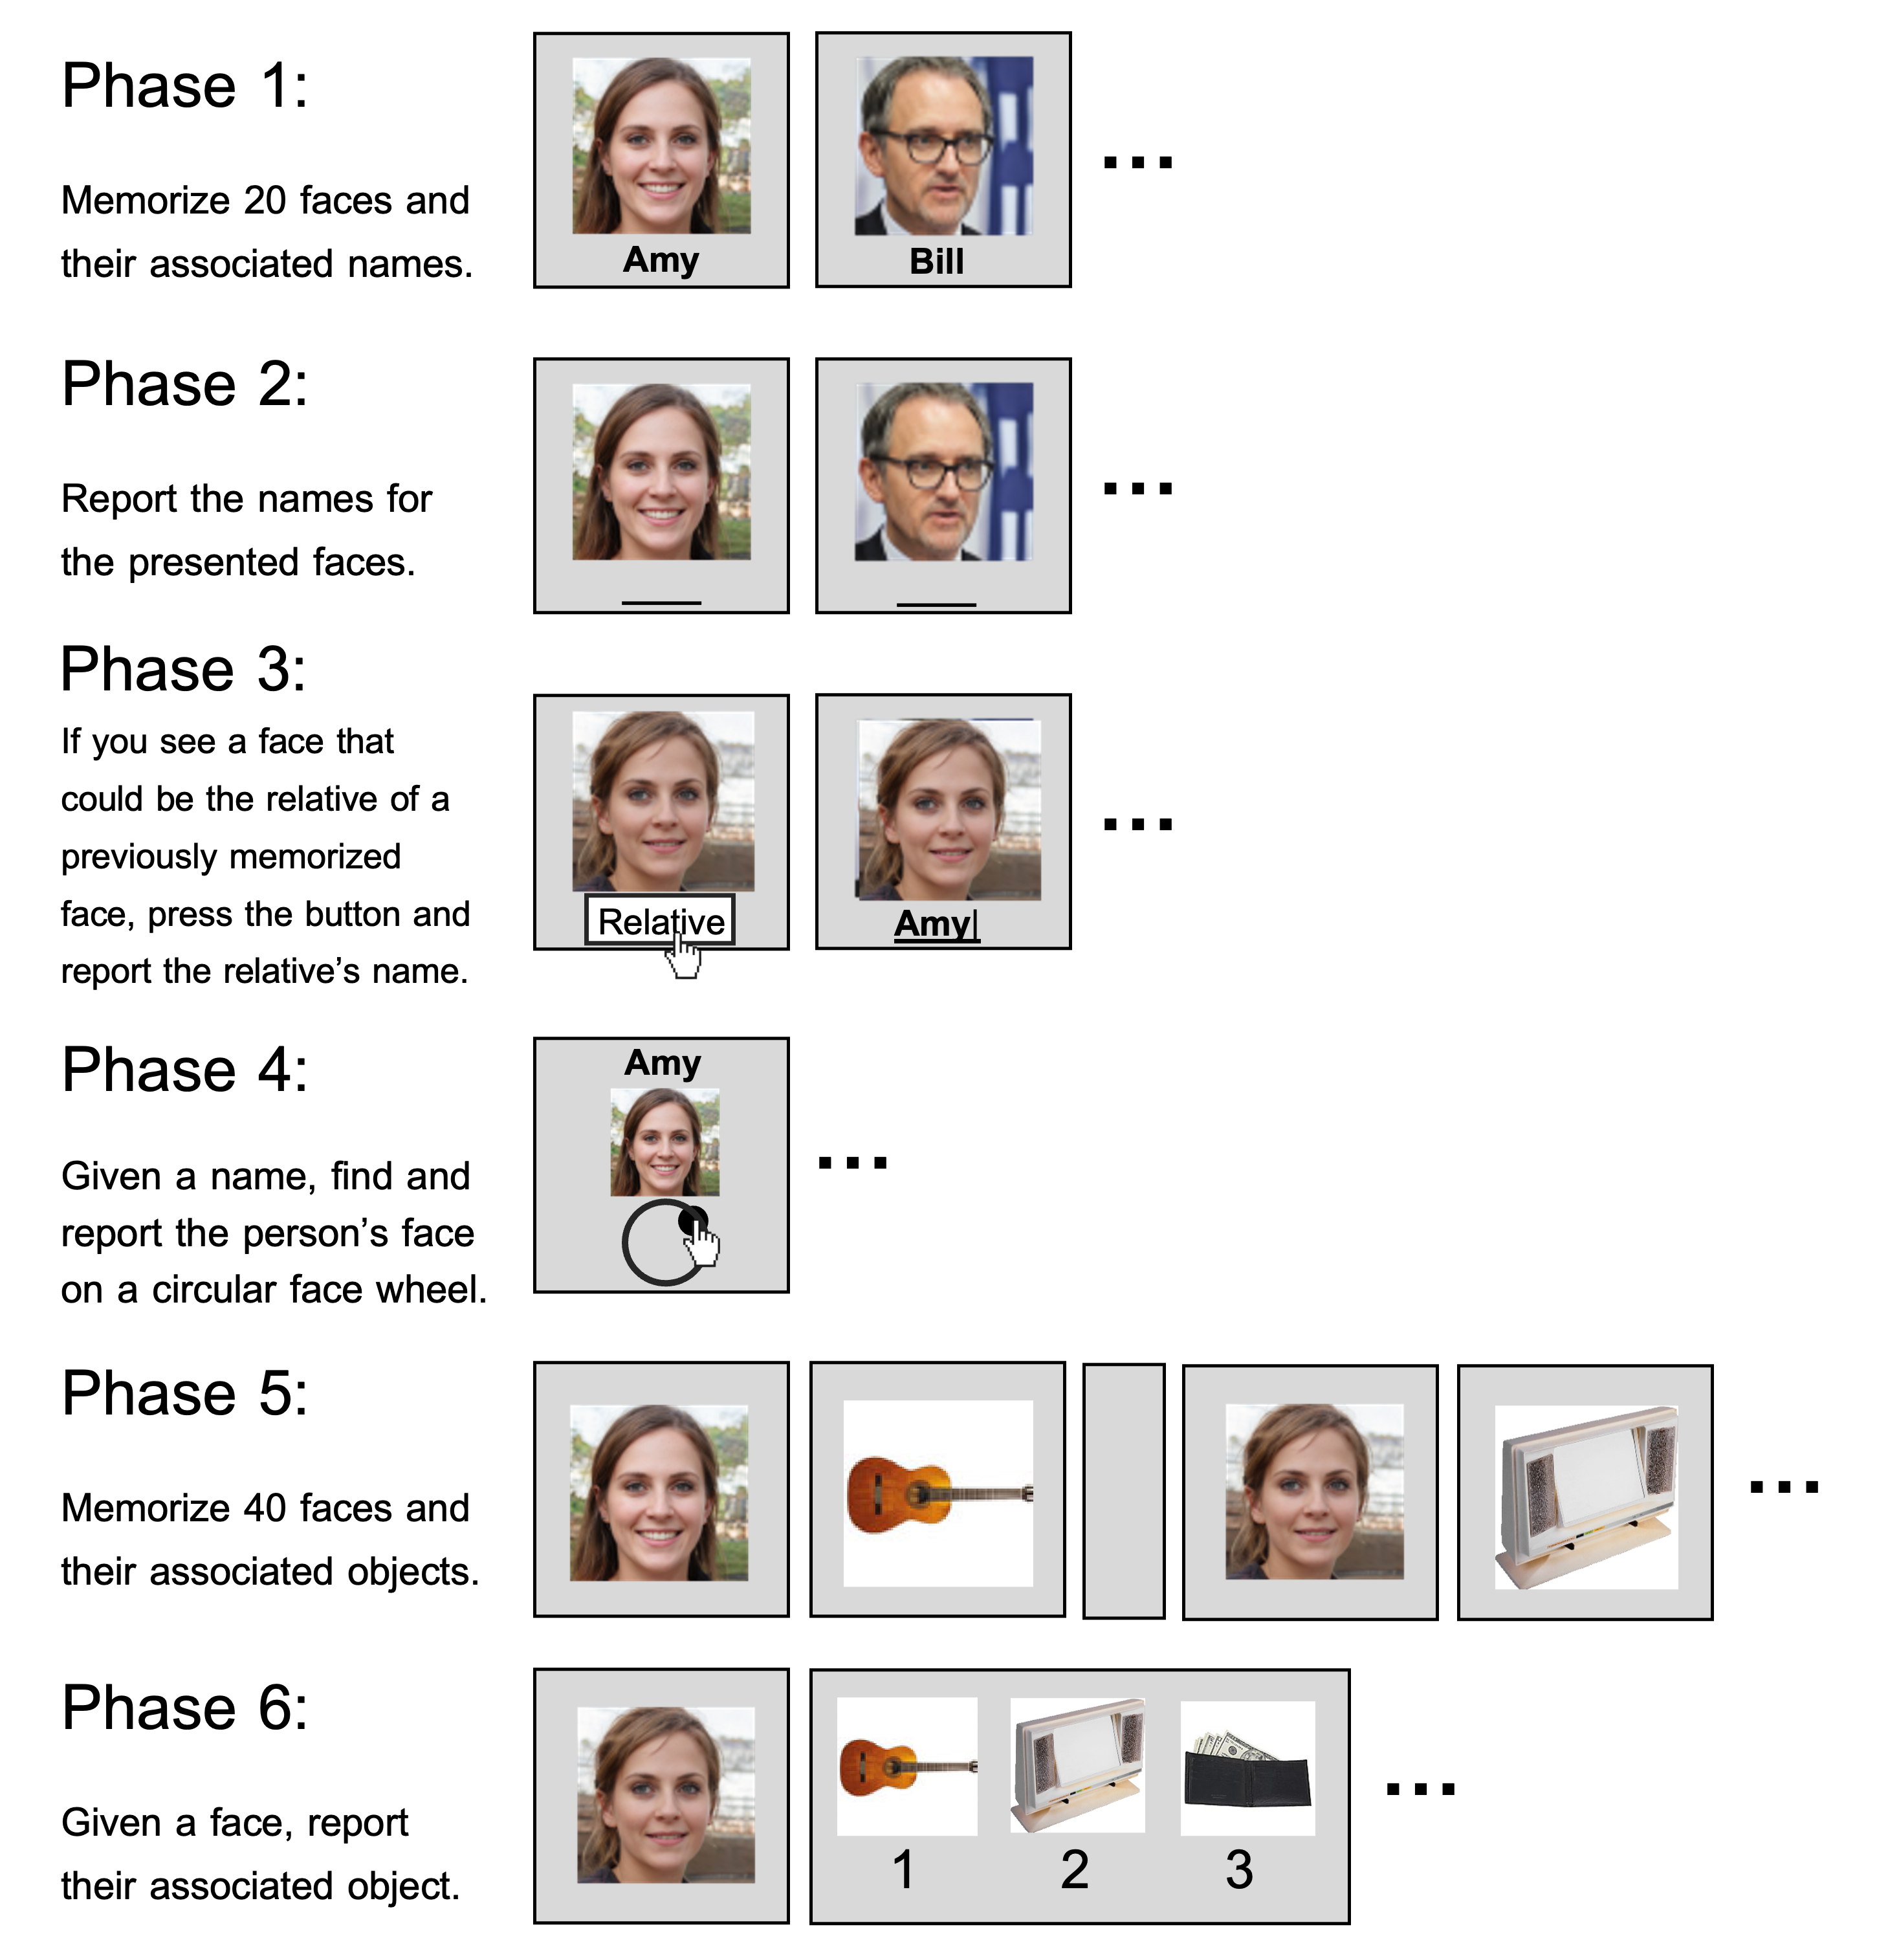 Phase 1:
Memorize 20 faces and
their associated names.
Amy
Bill
...
Phase 2:
Report the names for
the presented faces.
...
Phase 3:
If you see a face that
could be the relative of a
previously memorized
face, press the button and
report the relative’s name.
Relative
Amy
...
Phase 4:
Given a name, find and
report the person’s face
on a circular face wheel.
Amy
...
Phase 5:
Memorize 40 faces and
their associated objects.
...
Phase 6:
Given a face, report
their associated object.
1 2 3
...